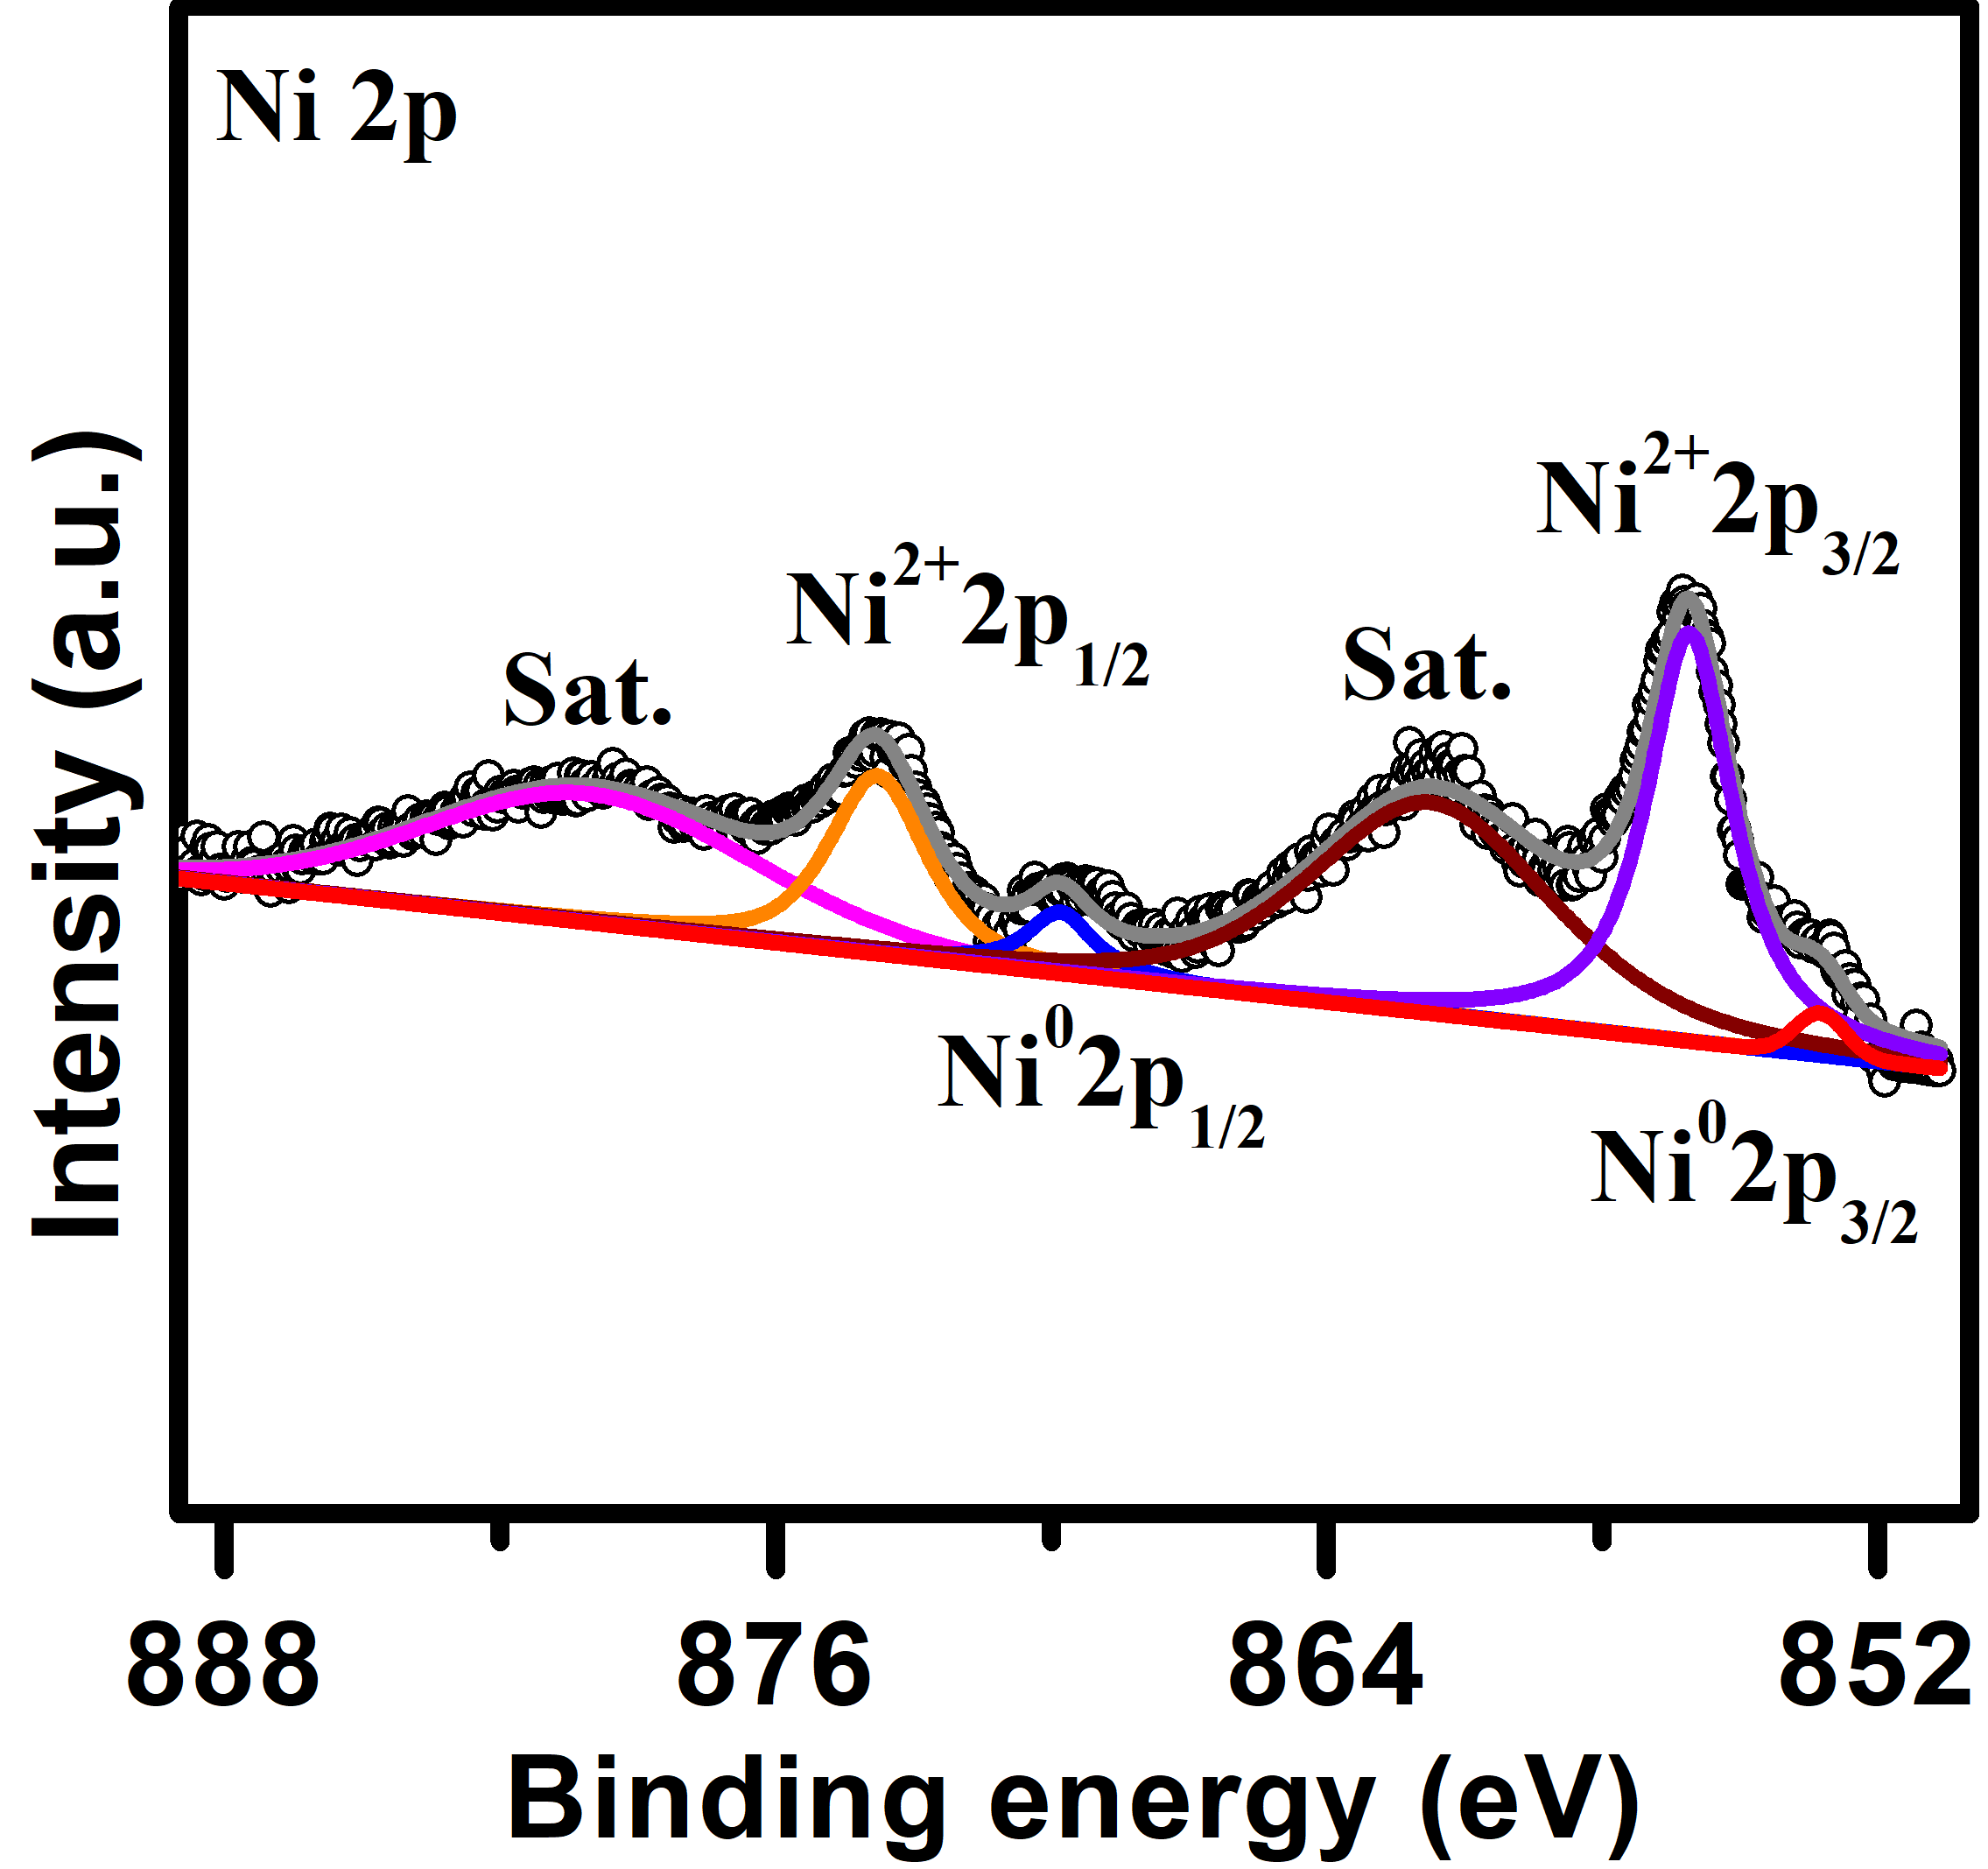 Ni 2p
Ni²⁺2p₃/₂
Ni²⁺2p₁/₂
Sat.
Sat.
Ni⁰2p₁/₂
Ni⁰2p₃/₂
Intensity (a.u.)
888 876 864 852
Binding energy (eV)